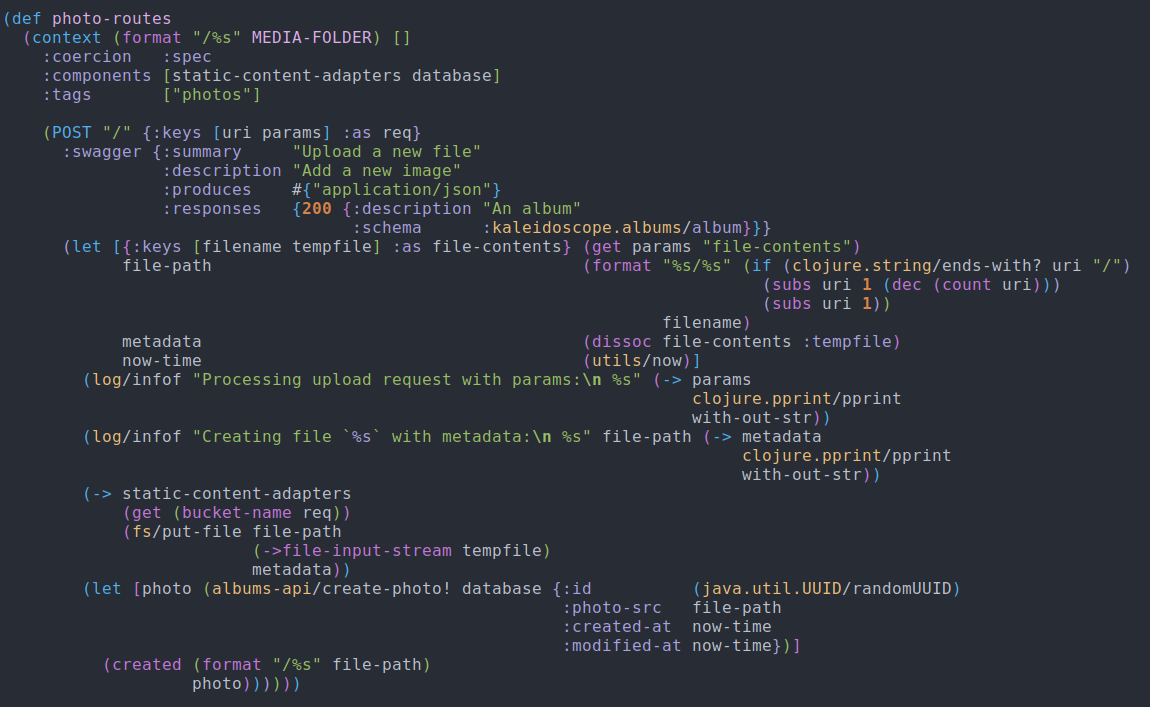 (def photo-routes
  (context (format "/%s" MEDIA-FOLDER) []
    :coercion   :spec
    :components [static-content-adapters database]
    :tags       ["photos"]

    (POST "/" {:keys [uri params] :as req}
      :swagger {:summary     "Upload a new file"
                :description "Add a new image"
                :produces    #{"application/json"}
                :responses   {200 {:description "An album"
                                   :schema      :kaleidoscope.albums/album}}}
      (let [{:keys [filename tempfile] :as file-contents} (get params "file-contents")
            file-path                                     (format "%s/%s" (if (clojure.string/ends-with? uri "/")
                                                                            (subs uri 1 (dec (count uri)))
                                                                            (subs uri 1))
                                                                  filename)
            metadata                                      (dissoc file-contents :tempfile)
            now-time                                      (utils/now)]
        (log/infof "Processing upload request with params:\n %s" (-> params
                                                                     clojure.pprint/pprint
                                                                     with-out-str))
        (log/infof "Creating file `%s` with metadata:\n %s" file-path (-> metadata
                                                                          clojure.pprint/pprint
                                                                          with-out-str))
        (-> static-content-adapters
            (get (bucket-name req))
            (fs/put-file file-path
                         (->file-input-stream tempfile)
                         metadata))
        (let [photo (albums-api/create-photo! database {:id          (java.util.UUID/randomUUID)
                                                        :photo-src   file-path
                                                        :created-at  now-time
                                                        :modified-at now-time})]
          (created (format "/%s" file-path)
                   photo))))))